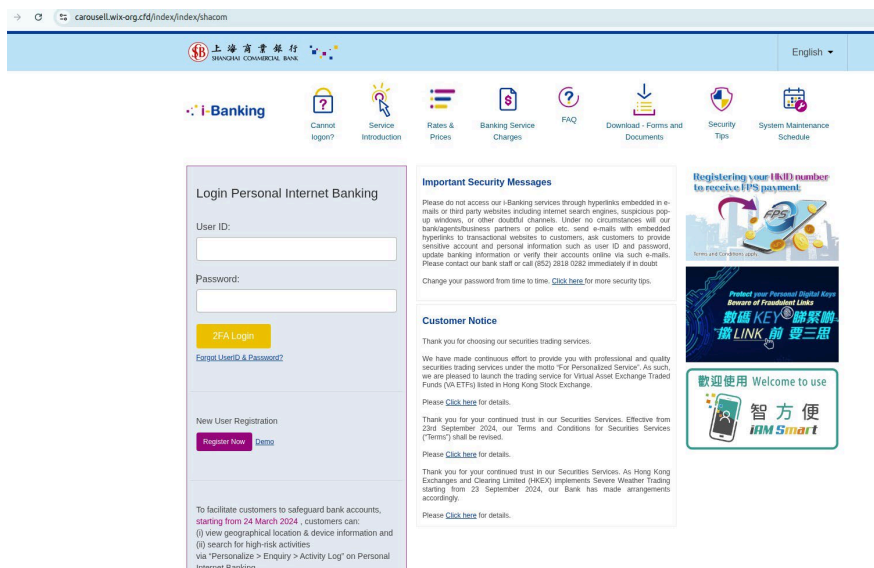 carousell.wix-org.cfd/index/index/shacom
上海商業銀行
SHANGHAI COMMERCIAL BANK
English
i-Banking
Cannot logon?
Service Introduction
Rates & Prices
Banking Service Charges
FAQ
Download - Forms and Documents
Security Tips
System Maintenance Schedule
Login Personal Internet Banking
User ID:
Password:
2FA Login
Forgot UserID & Password?
New User Registration
Register Now Demo
To facilitate customers to safeguard bank accounts,
starting from 24 March 2024 , customers can:
(i) view geographical location & device information and
(ii) search for high-risk activities
via "Personalize > Enquiry > Activity Log" on Personal
Internet Banking
Important Security Messages
Please do not access our i-Banking services through hyperlinks embedded in e-
mails or third party websites including internet search engines, suspicious pop-
up windows, or other doubtful channels. Under no circumstances will our
bank/agents/business partners or police etc. send e-mails with embedded
hyperlinks to transactional websites to customers, ask customers to provide
sensitive account and personal information such as user ID and password,
update banking information or verify their accounts online via such e-mails.
Please contact our bank staff or call (852) 2818 0282 immediately if in doubt
Change your password from time to time. Click here for more security tips.
Customer Notice
Thank you for choosing our securities trading services.
We have made continuous effort to provide you with professional and quality
securities trading services under the motto "For Personalized Service". As such,
we are pleased to launch the trading service for Virtual Asset Exchange Traded
Funds (VA ETFs) listed in Hong Kong Stock Exchange.
Please Click here for details.
Thank you for your continued trust in our Securities Services. Effective from
23rd September 2024, our Terms and Conditions for Securities Services
("Terms") shall be revised.
Please Click here for details.
Thank you for your continued trust in our Securities Services. As Hong Kong
Exchanges and Clearing Limited (HKEX) implements Severe Weather Trading
starting from 23 September 2024, our Bank has made arrangements
accordingly.
Please Click here for details.
Registering your HKID number
to receive FPS payment
FPS
Terms and Conditions apply.
Protect your Personal Digital Keys
Beware of Fraudulent Links
數碼 KEY 睇緊啲
撳 LINK 前 要三思
歡迎使用 Welcome to use
智方便
iAM Smart